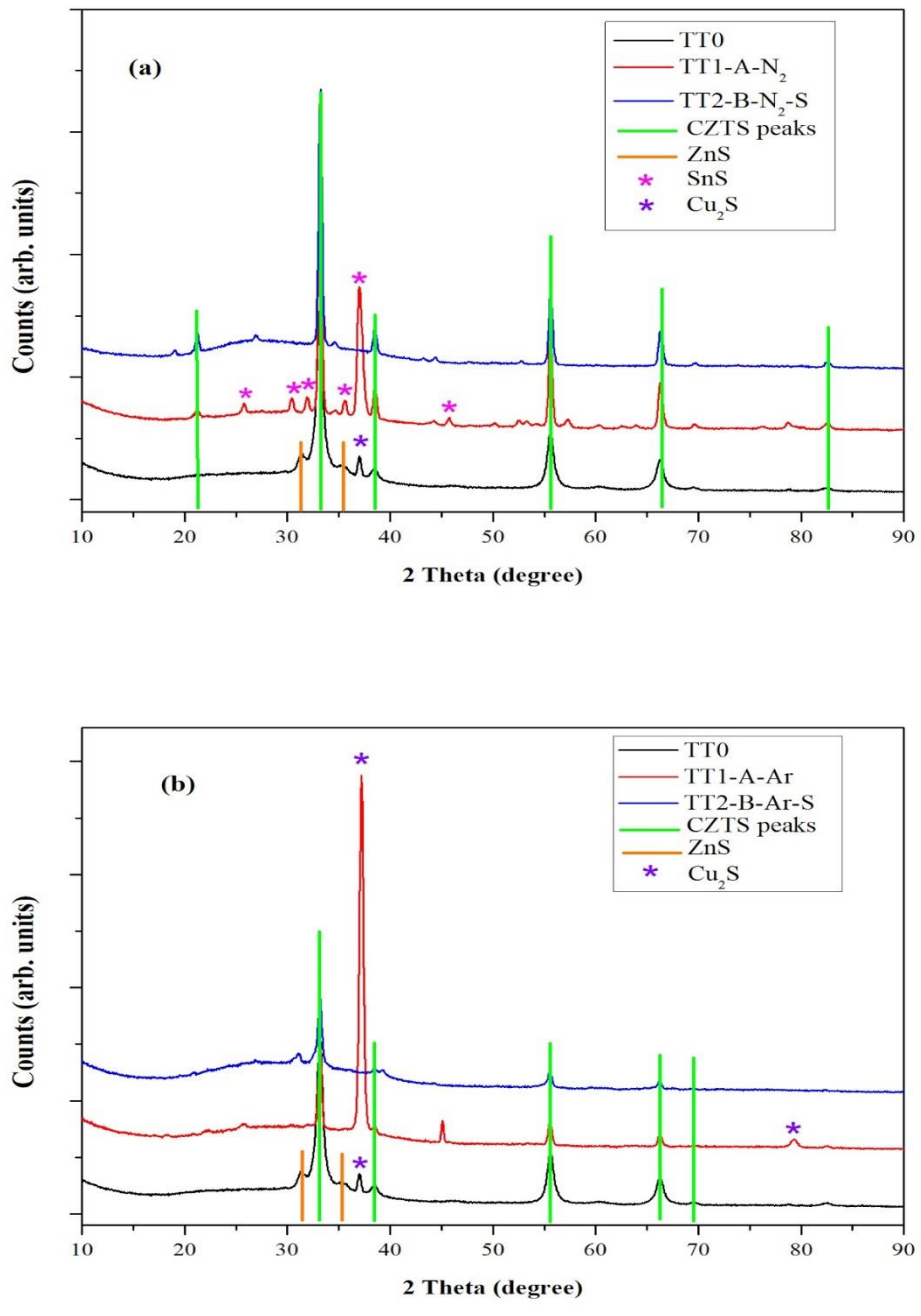 (a)
TT0
TT1-A-N₂
TT2-B-N₂-S
CZTS peaks
ZnS
* SnS
* Cu₂S
* * * * * *
*
Counts (arb. units)
10 20 30 40 50 60 70 80 90
2 Theta (degree)
(b)
TT0
TT1-A-Ar
TT2-B-Ar-S
CZTS peaks
ZnS
* Cu₂S
*
*
*
Counts (arb. units)
10 20 30 40 50 60 70 80 90
2 Theta (degree)